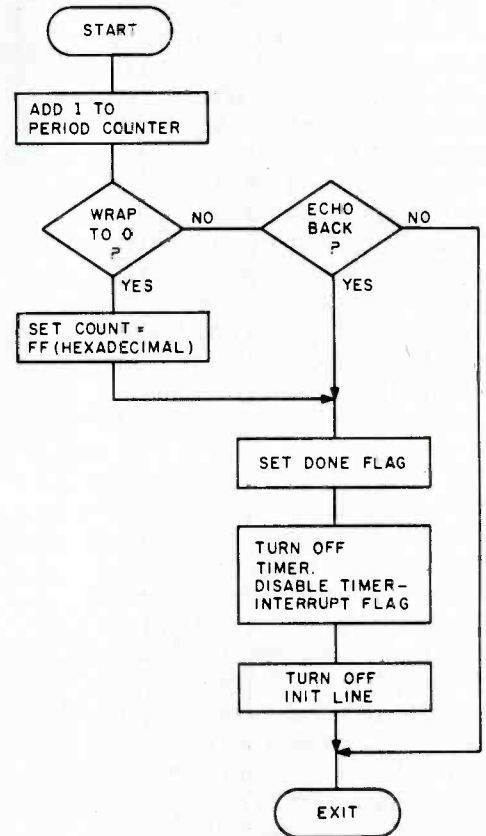 START
ADD 1 TO
PERIOD COUNTER
WRAP
TO 0
?
NO
ECHO
BACK
?
NO
YES
YES
SET COUNT =
FF(HEXADECIMAL)
SET DONE FLAG
TURN OFF
TIMER.
DISABLE TIMER-
INTERRUPT FLAG
TURN OFF
INIT LINE
EXIT